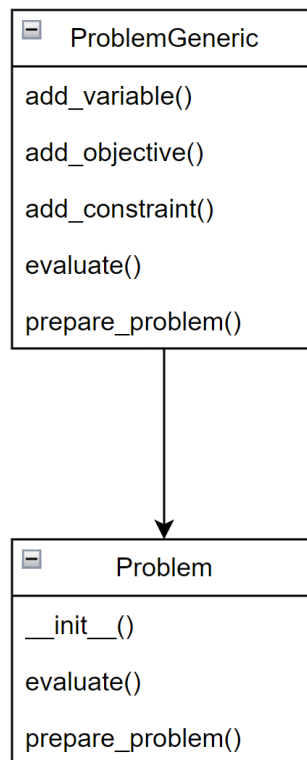 ProblemGeneric
add_variable()
add_objective()
add_constraint()
evaluate()
prepare_problem()
Problem
__init__()
evaluate()
prepare_problem()